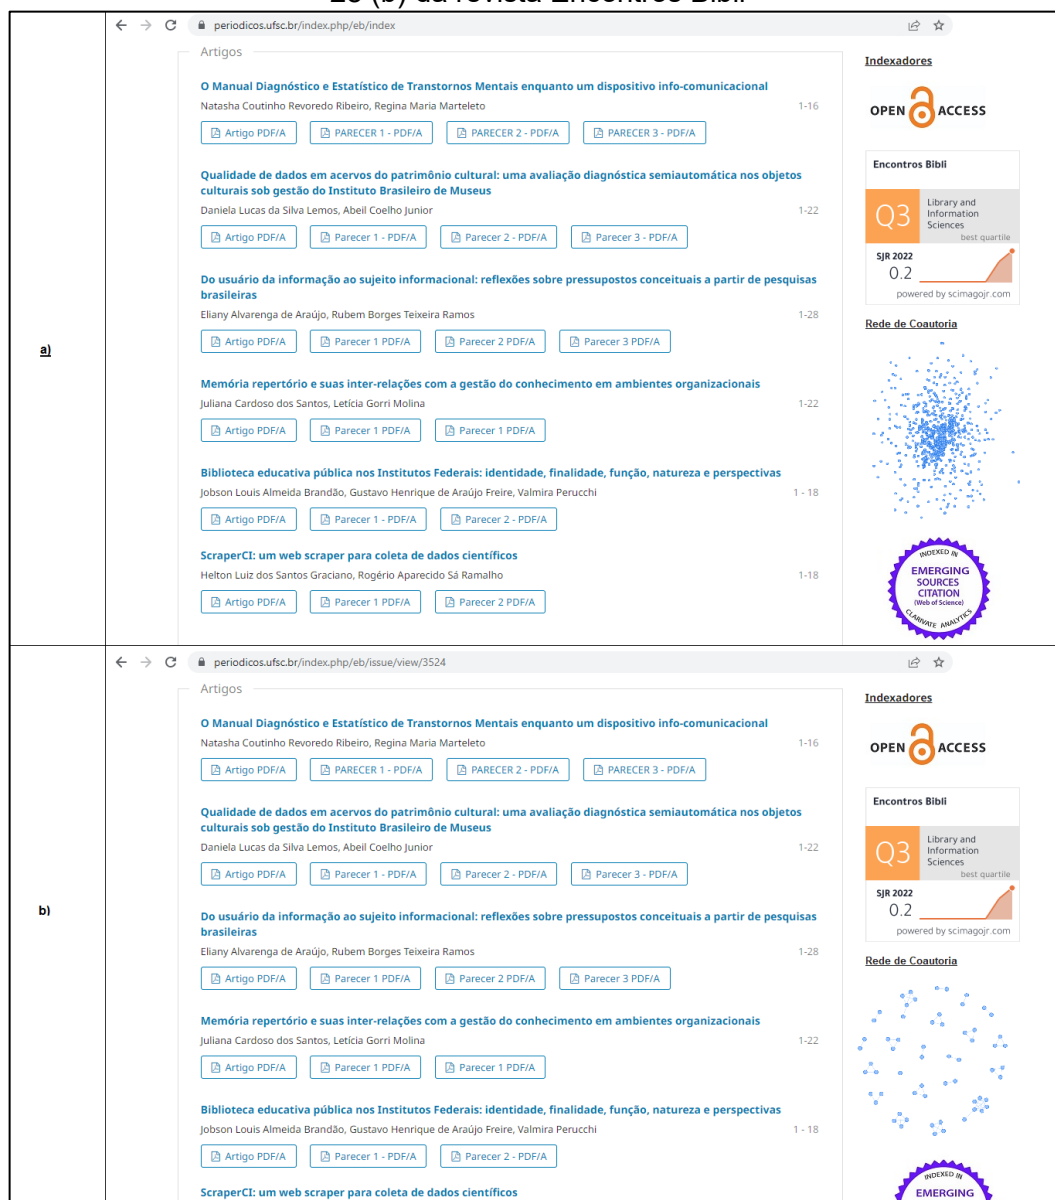 28 (b) da revista Encontros Bibli
a)
periodicos.ufsc.br/index.php/eb/index
Artigos
O Manual Diagnóstico e Estatístico de Transtornos Mentais enquanto um dispositivo info-comunicacional
Natasha Coutinho Revoredo Ribeiro, Regina Maria Marteleto 1-16
Artigo PDF/A PARECER 1 - PDF/A PARECER 2 - PDF/A PARECER 3 - PDF/A
Qualidade de dados em acervos do patrimônio cultural: uma avaliação diagnóstica semiautomática nos objetos
culturais sob gestão do Instituto Brasileiro de Museus
Daniela Lucas da Silva Lemos, Abeil Coelho Junior 1-22
Artigo PDF/A Parecer 1 - PDF/A Parecer 2 - PDF/A Parecer 3 - PDF/A
Do usuário da informação ao sujeito informacional: reflexões sobre pressupostos conceituais a partir de pesquisas
brasileiras
Eliany Alvarenga de Araújo, Rubem Borges Teixeira Ramos 1-28
Artigo PDF/A Parecer 1 PDF/A Parecer 2 PDF/A Parecer 3 PDF/A
Memória repertório e suas inter-relações com a gestão do conhecimento em ambientes organizacionais
Juliana Cardoso dos Santos, Letícia Gorri Molina 1-22
Artigo PDF/A Parecer 1 PDF/A Parecer 1 PDF/A
Biblioteca educativa pública nos Institutos Federais: identidade, finalidade, função, natureza e perspectivas
Jobson Louis Almeida Brandão, Gustavo Henrique de Araújo Freire, Valmira Perucchi 1 - 18
Artigo PDF/A Parecer 1 - PDF/A Parecer 2 - PDF/A
ScraperCI: um web scraper para coleta de dados científicos
Helton Luiz dos Santos Graciano, Rogério Aparecido Sá Ramalho 1-18
Artigo PDF/A Parecer 1 PDF/A Parecer 2 PDF/A
Indexadores
OPEN ACCESS
Encontros Bibli
Q3
Library and
Information
Sciences
best quartile
SJR 2022
0.2
powered by scimagojr.com
Rede de Coautoria
INDEXED IN
EMERGING
SOURCES
CITATION
(Web of Science)
CLARIVATE ANALYTICS
b)
periodicos.ufsc.br/index.php/eb/issue/view/3524
Artigos
O Manual Diagnóstico e Estatístico de Transtornos Mentais enquanto um dispositivo info-comunicacional
Natasha Coutinho Revoredo Ribeiro, Regina Maria Marteleto 1-16
Artigo PDF/A PARECER 1 - PDF/A PARECER 2 - PDF/A PARECER 3 - PDF/A
Qualidade de dados em acervos do patrimônio cultural: uma avaliação diagnóstica semiautomática nos objetos
culturais sob gestão do Instituto Brasileiro de Museus
Daniela Lucas da Silva Lemos, Abeil Coelho Junior 1-22
Artigo PDF/A Parecer 1 - PDF/A Parecer 2 - PDF/A Parecer 3 - PDF/A
Do usuário da informação ao sujeito informacional: reflexões sobre pressupostos conceituais a partir de pesquisas
brasileiras
Eliany Alvarenga de Araújo, Rubem Borges Teixeira Ramos 1-28
Artigo PDF/A Parecer 1 PDF/A Parecer 2 PDF/A Parecer 3 PDF/A
Memória repertório e suas inter-relações com a gestão do conhecimento em ambientes organizacionais
Juliana Cardoso dos Santos, Letícia Gorri Molina 1-22
Artigo PDF/A Parecer 1 PDF/A Parecer 1 PDF/A
Biblioteca educativa pública nos Institutos Federais: identidade, finalidade, função, natureza e perspectivas
Jobson Louis Almeida Brandão, Gustavo Henrique de Araújo Freire, Valmira Perucchi 1 - 18
Artigo PDF/A Parecer 1 - PDF/A Parecer 2 - PDF/A
ScraperCI: um web scraper para coleta de dados científicos
Indexadores
OPEN ACCESS
Encontros Bibli
Q3
Library and
Information
Sciences
best quartile
SJR 2022
0.2
powered by scimagojr.com
Rede de Coautoria
INDEXED IN
EMERGING